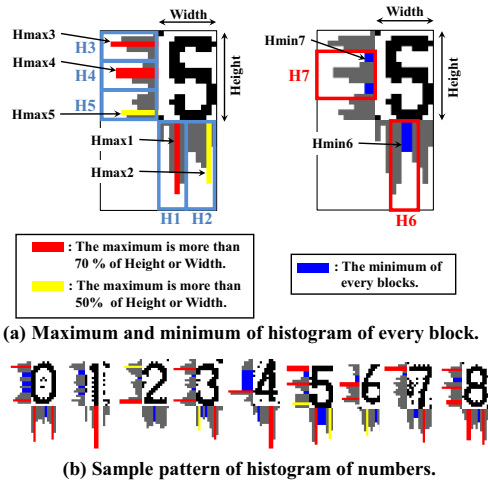 Width
Hmax3
H3
Hmax4
H4
H5
Hmax5
5
Height
Hmax1
Hmax2
H1 H2
Width
Hmin7
H7
5
Height
Hmin6
H6
: The maximum is more than
70 % of Height or Width.
: The maximum is more than
50% of Height or Width.
: The minimum of
every blocks.
(a) Maximum and minimum of histogram of every block.
0 1 2 3 4 5 6 7 8
(b) Sample pattern of histogram of numbers.